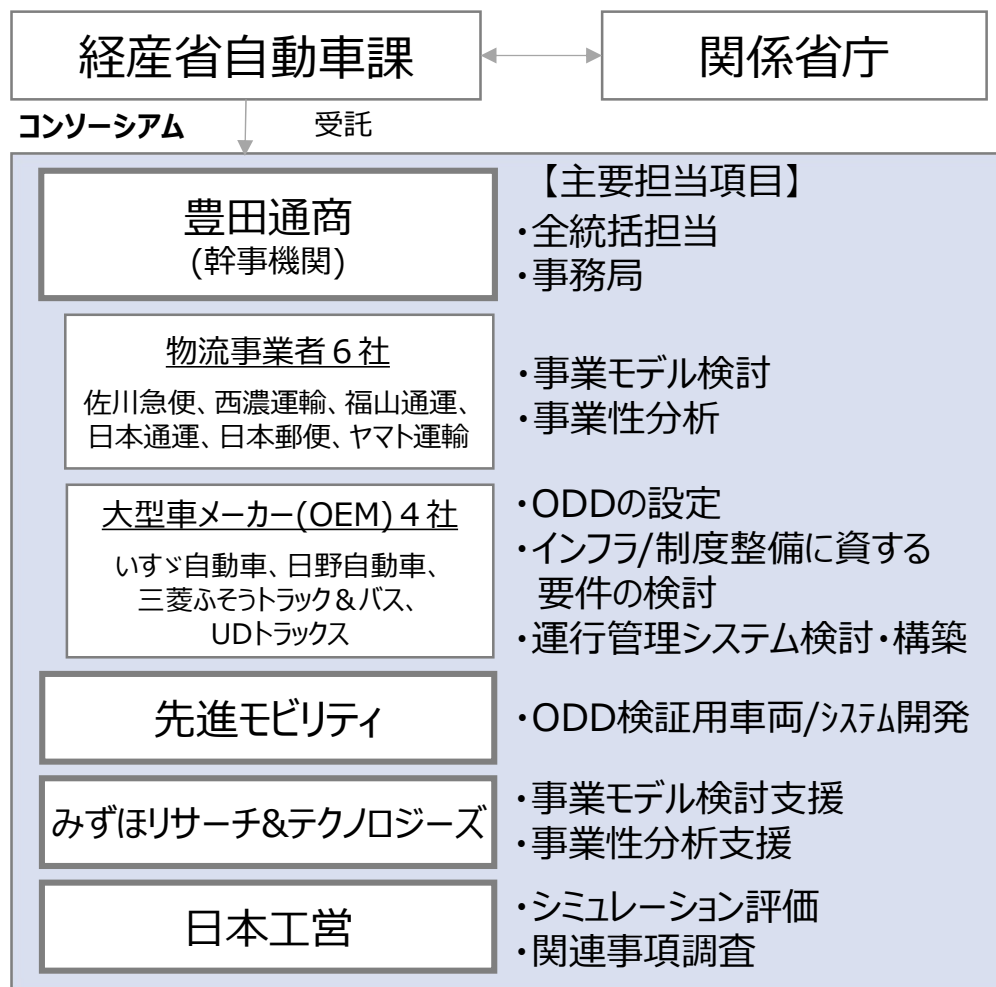 経産省自動車課
関係省庁
コンソーシアム
受託
豊田通商
(幹事機関)
【主要担当項目】
・全統括担当
・事務局
物流事業者６社
佐川急便、西濃運輸、福山通運、
日本通運、日本郵便、ヤマト運輸
・事業モデル検討
・事業性分析
大型車メーカー(OEM)４社
いすゞ自動車、日野自動車、
三菱ふそうトラック＆バス、
UDトラックス
・ODDの設定
・インフラ/制度整備に資する
要件の検討
・運行管理システム検討・構築
先進モビリティ
・ODD検証用車両/システム開発
みずほリサーチ&テクノロジーズ
・事業モデル検討支援
・事業性分析支援
日本工営
・シミュレーション評価
・関連事項調査